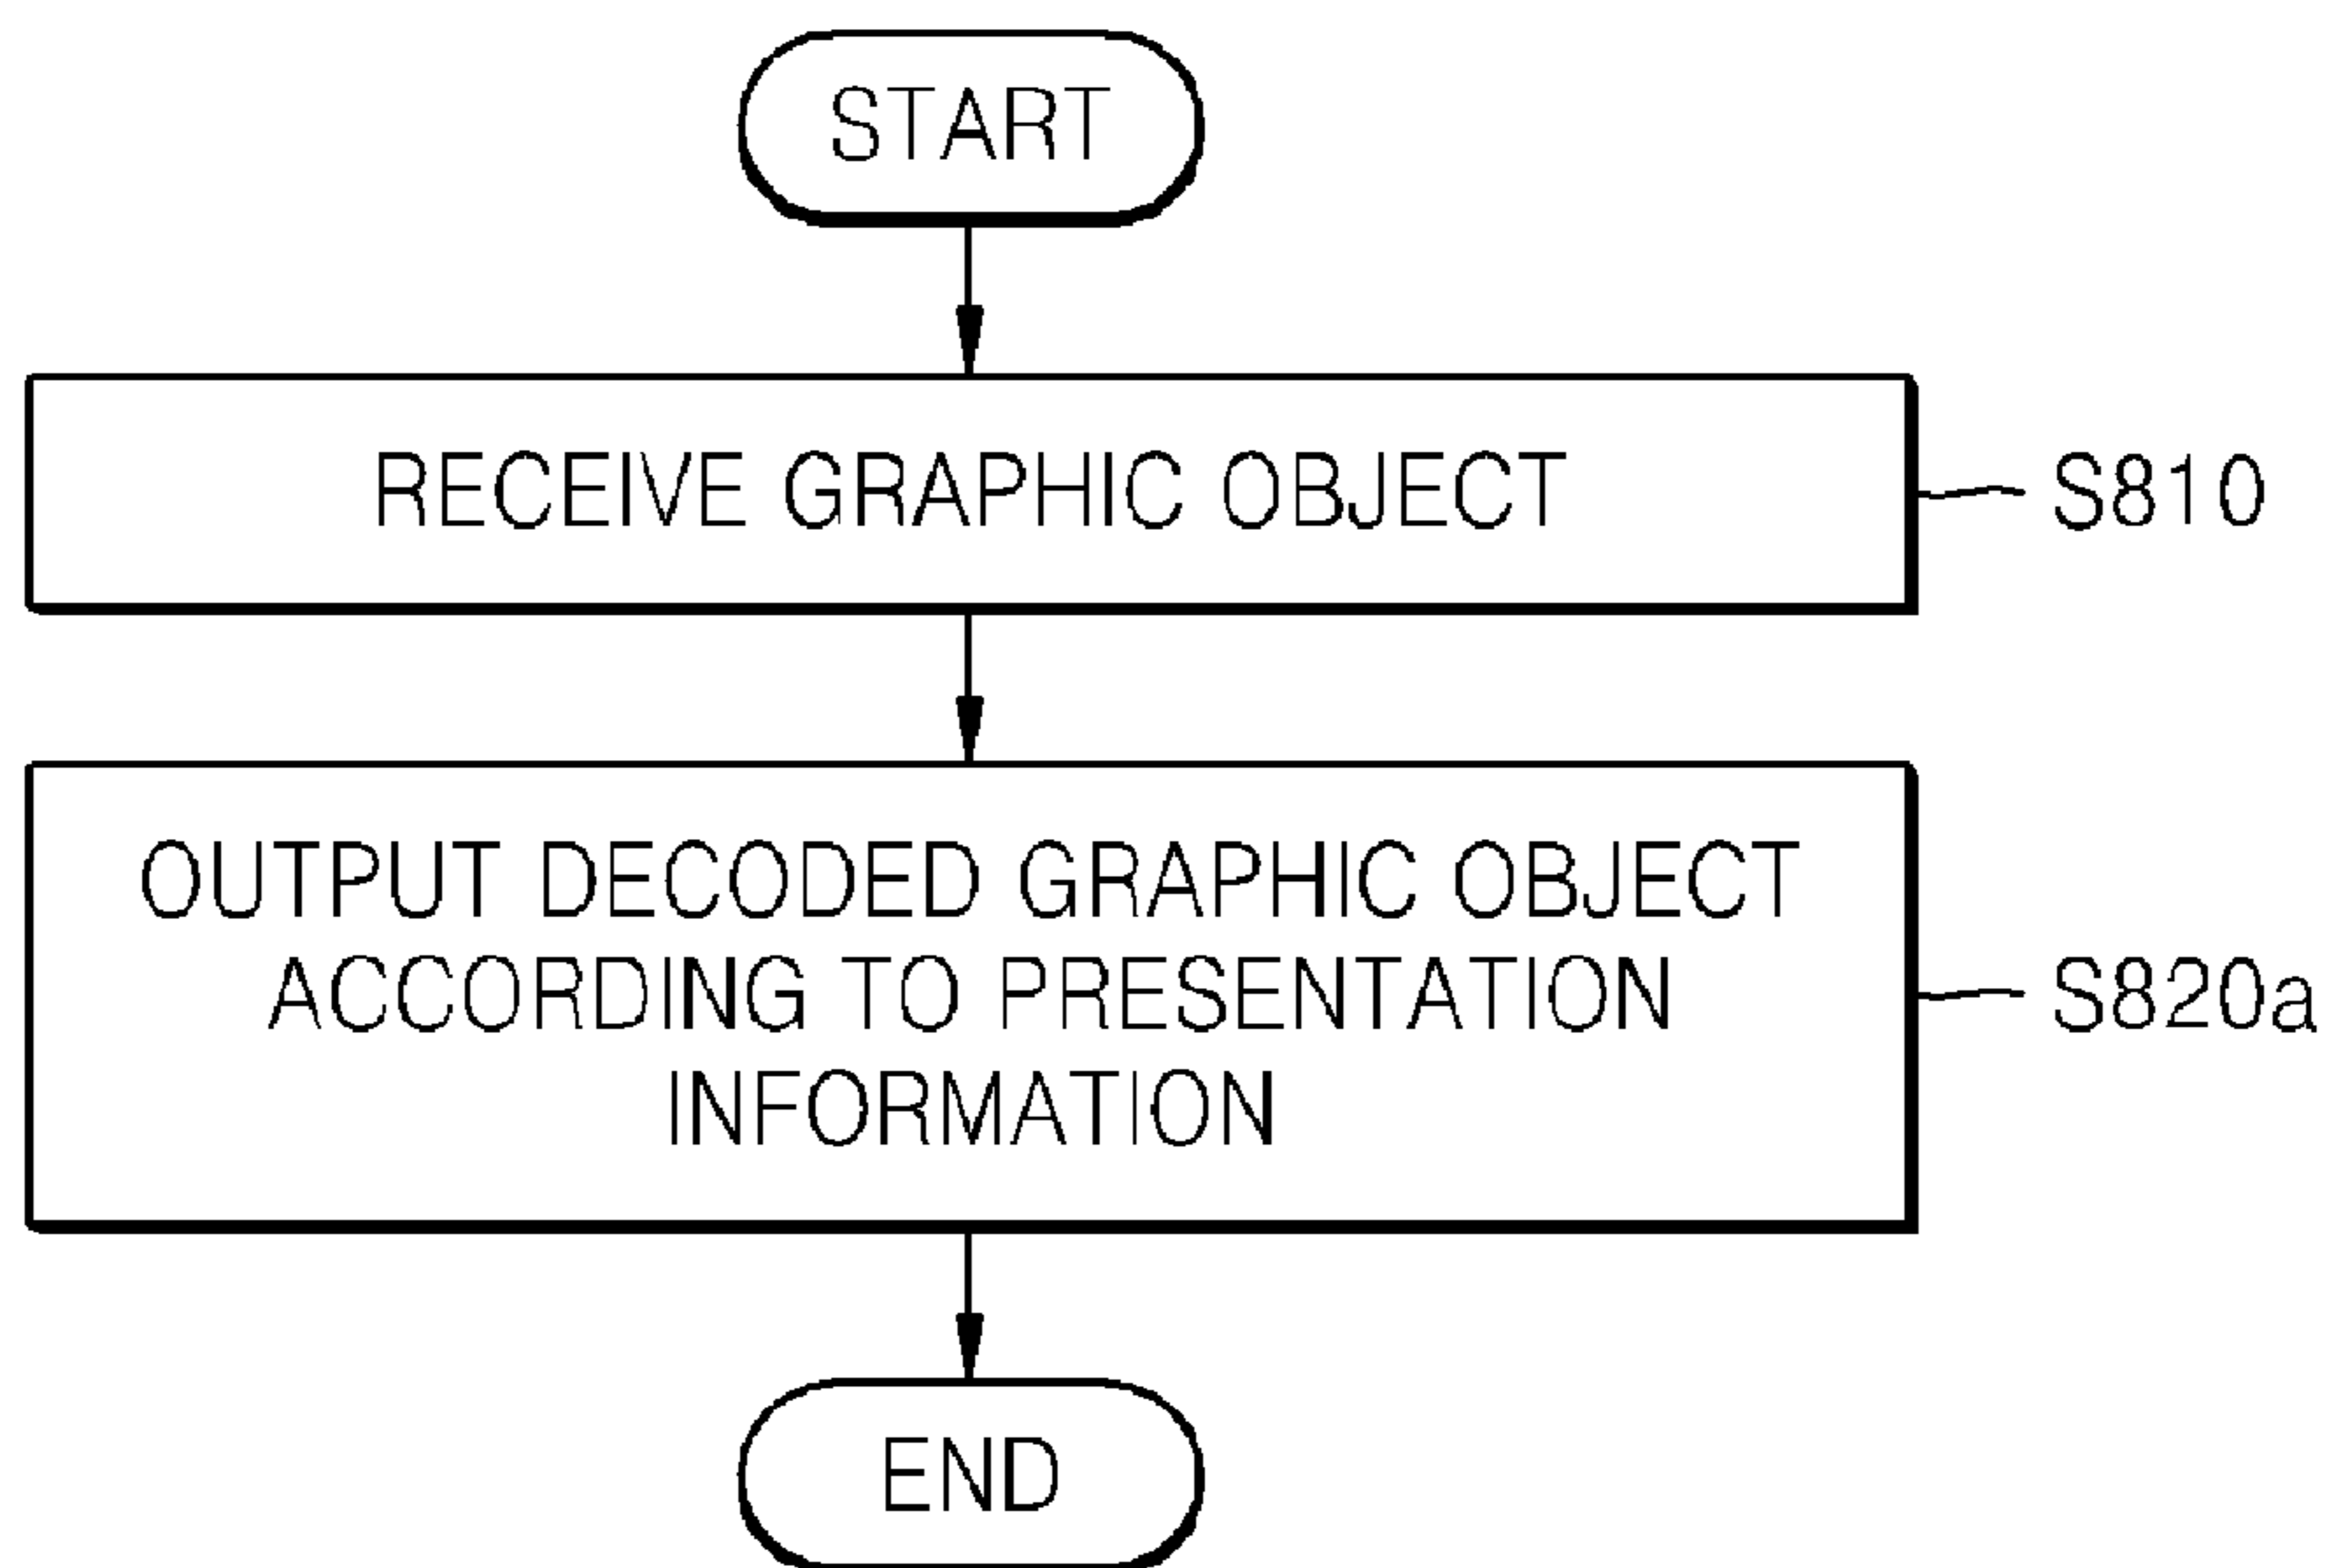 START
RECEIVE GRAPHIC OBJECT
S810
OUTPUT DECODED GRAPHIC OBJECT
ACCORDING TO PRESENTATION
INFORMATION
S820a
END